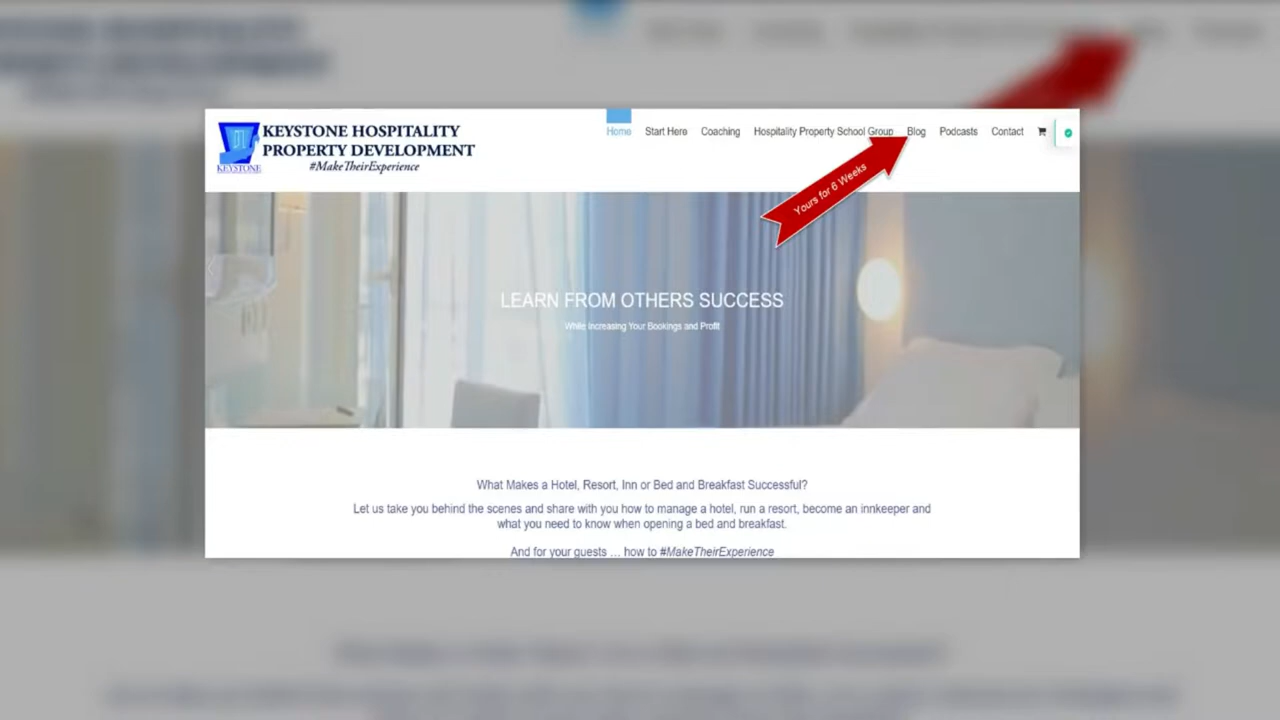 KEYSTONE HOSPITALITY
PROPERTY DEVELOPMENT
#MakeTheirExperience
KEYSTONE
Home Start Here Coaching Hospitality Property School Group Blog Podcasts Contact
Yours for 6 Weeks
LEARN FROM OTHERS SUCCESS
While Increasing Your Bookings and Profit
What Makes a Hotel, Resort, Inn or Bed and Breakfast Successful?
Let us take you behind the scenes and share with you how to manage a hotel, run a resort, become an innkeeper and
what you need to know when opening a bed and breakfast.
And for your guests ... how to #MakeTheirExperience